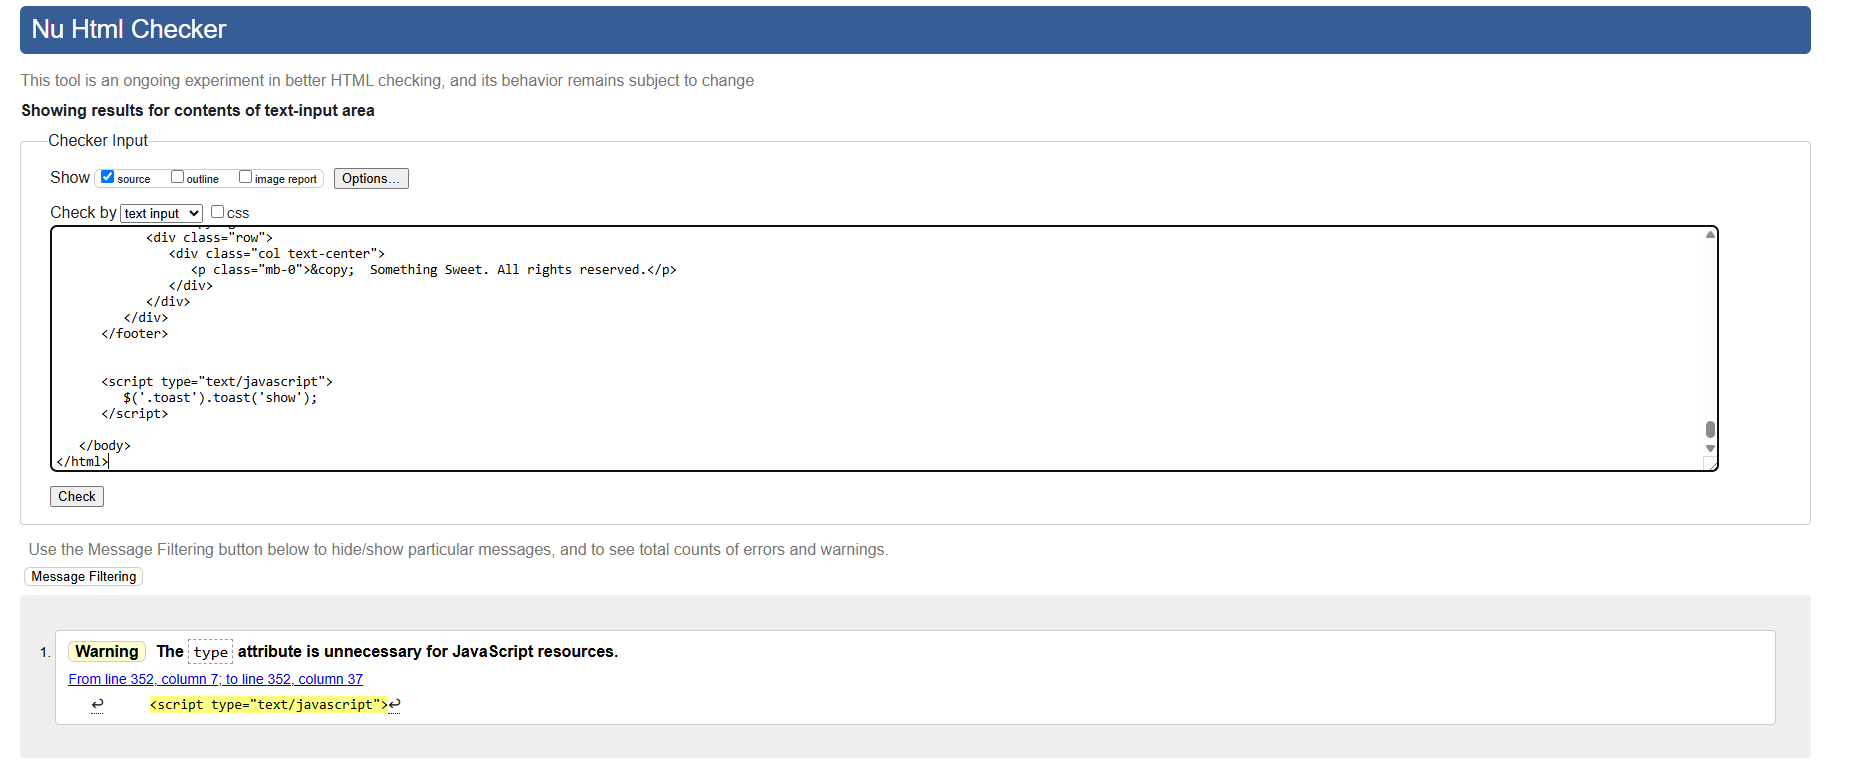 Nu Html Checker
This tool is an ongoing experiment in better HTML checking, and its behavior remains subject to change
Showing results for contents of text-input area
Checker Input
Show source outline image report Options...
Check by text input css
<div class="row">
<div class="col text-center">
<p class="mb-0">&copy;  Something Sweet. All rights reserved.</p>
</div>
</div>
</div>
</footer>
<script type="text/javascript">
$('.toast').toast('show');
</script>
</body>
</html>
Check
Use the Message Filtering button below to hide/show particular messages, and to see total counts of errors and warnings.
Message Filtering
1. Warning The type attribute is unnecessary for JavaScript resources.
From line 352, column 7; to line 352, column 37
↩ <script type="text/javascript">↩